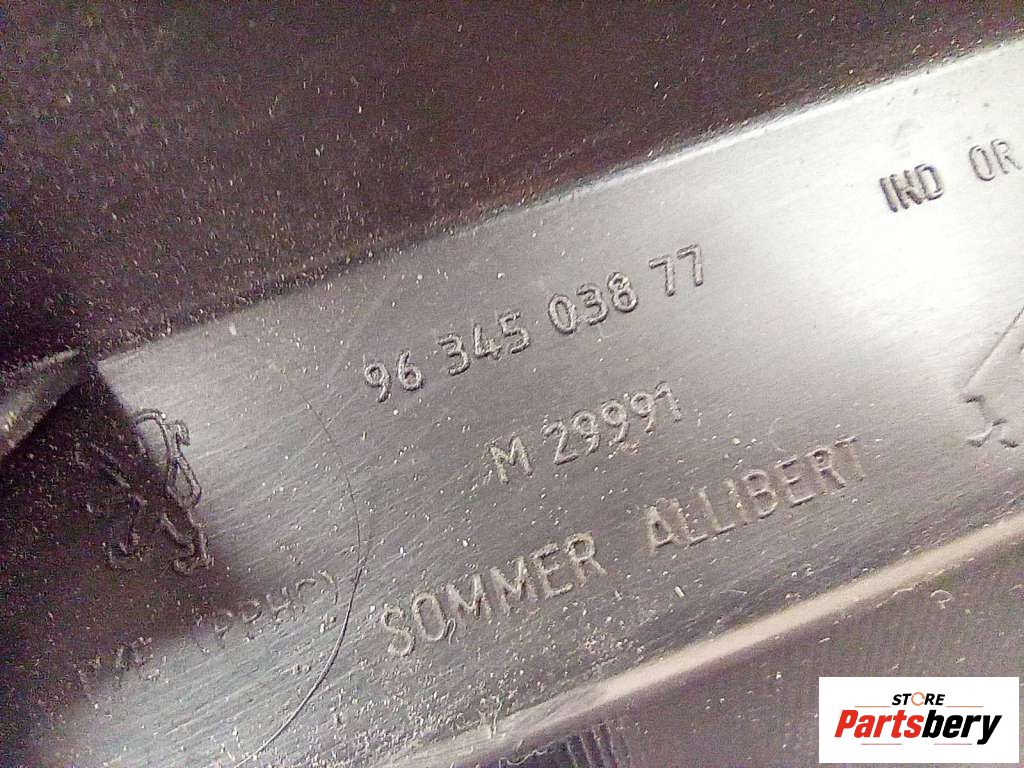 IND OR
96 345 038 77
M 29991
SOMMER ALLIBERT
STORE
Partsbery